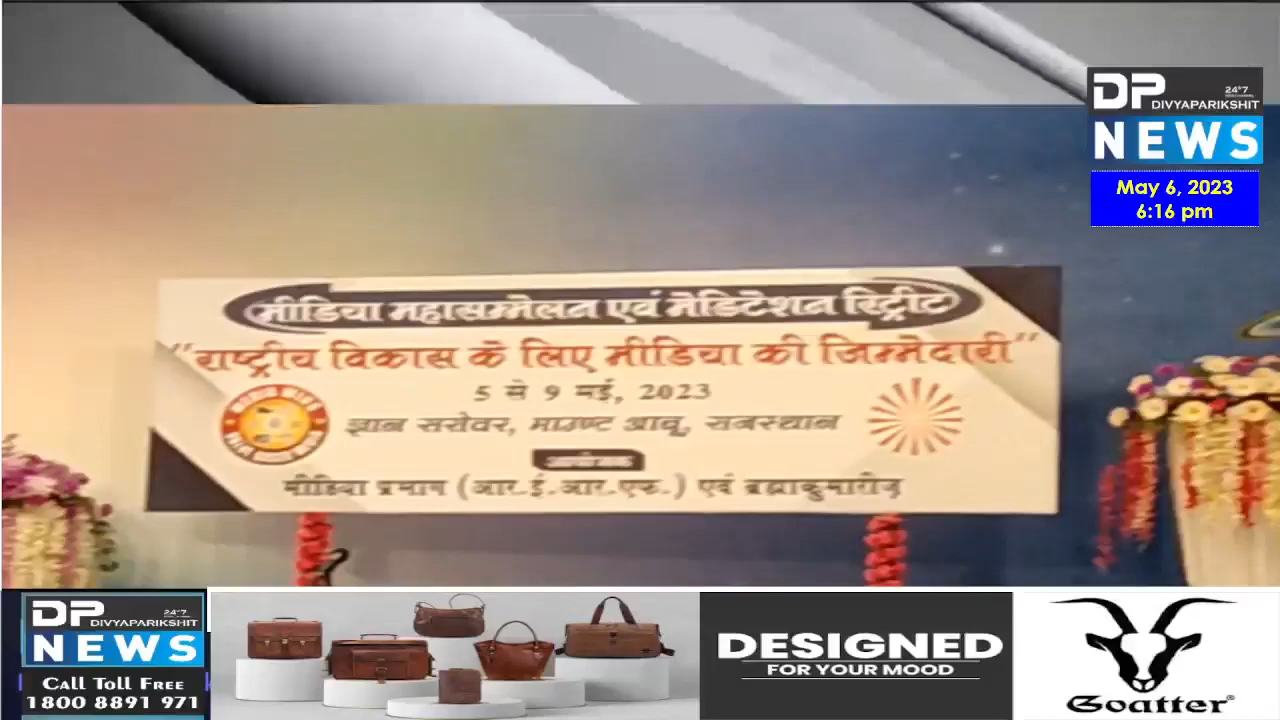 DP
24*7
DIVYAPARIKSHIT
NEWS
May 6, 2023
6:16 pm
मीडिया महासम्मेलन एवं मेडिटेशन रिट्रीट
"राष्ट्रीय विकास के लिए मीडिया की जिम्मेदारी"
5 से 9 मई, 2023
ज्ञान सरोवर, माउण्ट आबू, राजस्थान
आयोजक
मीडिया प्रभाग (आर.ई.आर.एफ.) एवं ब्रह्माकुमारीज़
DP
24*7
DIVYAPARIKSHIT
NEWS
CALL TOLL FREE
1800 8891 971
DESIGNED
FOR YOUR MOOD
Goatter®